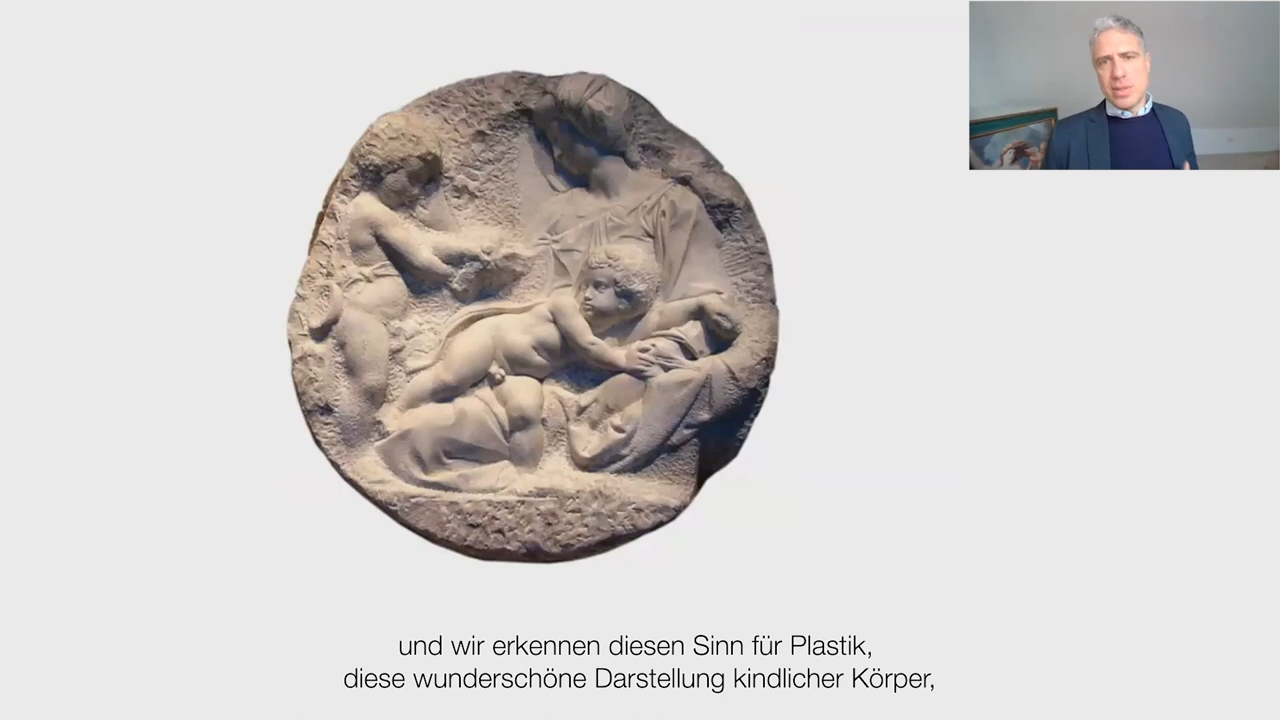 und wir erkennen diesen Sinn für Plastik,
diese wunderschöne Darstellung kindlicher Körper,